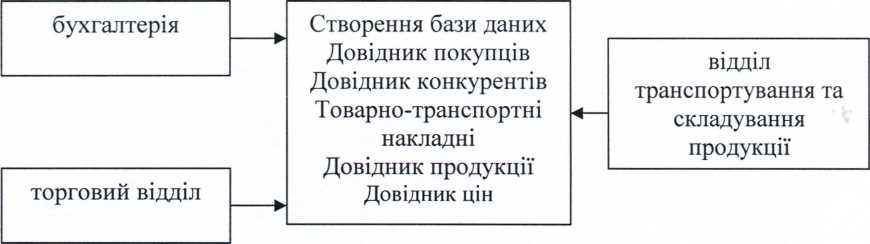 бухгалтерія
Створення бази даних
Довідник покупців
Довідник конкурентів
Товарно-транспортні
накладні
Довідник продукції
Довідник цін
відділ
транспортування та
складування
продукції
торговий відділ